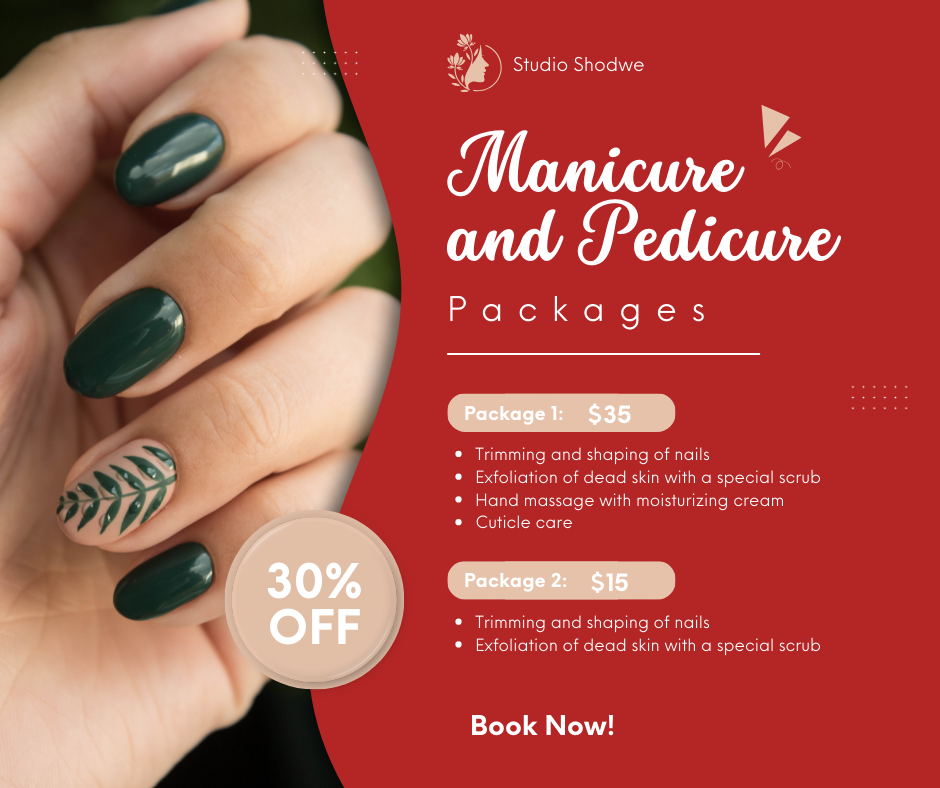 Studio Shodwe
Manicure
and Pedicure
Packages
Package 1: $35
• Trimming and shaping of nails
• Exfoliation of dead skin with a special scrub
• Hand massage with moisturizing cream
• Cuticle care
30%
OFF
Package 2: $15
• Trimming and shaping of nails
• Exfoliation of dead skin with a special scrub
Book Now!